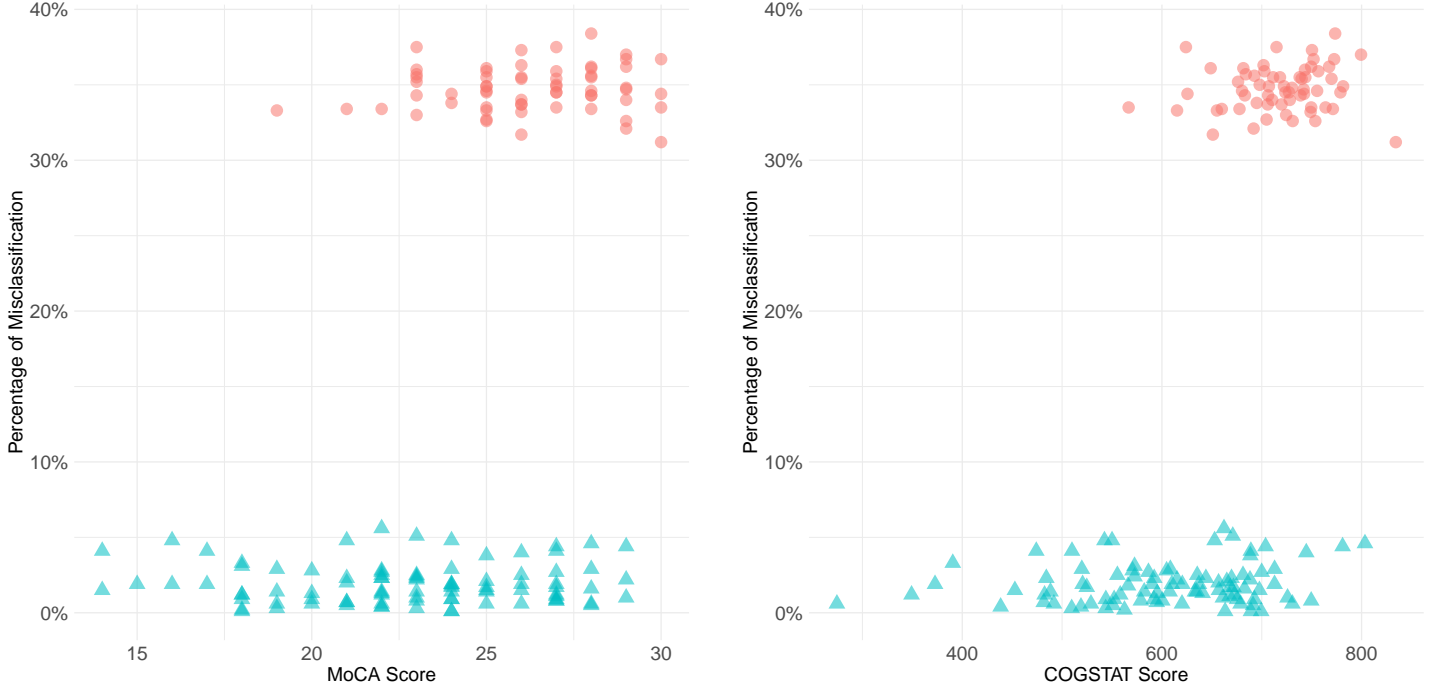 40%
30%
20%
10%
0%
Percentage of Misclassification
15 20 25 30
MoCA Score
40%
30%
20%
10%
0%
Percentage of Misclassification
400 600 800
COGSTAT Score